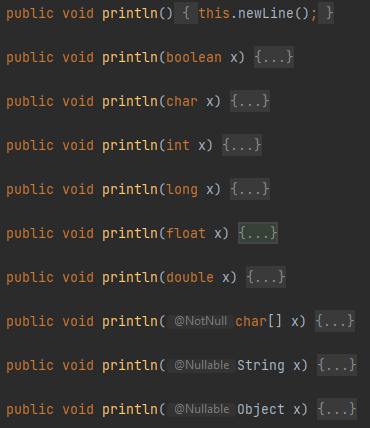 public void println() { this.newLine(); }
public void println(boolean x) {...}
public void println(char x) {...}
public void println(int x) {...}
public void println(long x) {...}
public void println(float x) {...}
public void println(double x) {...}
public void println( @NotNull char[] x) {...}
public void println( @Nullable String x) {...}
public void println( @Nullable Object x) {...}